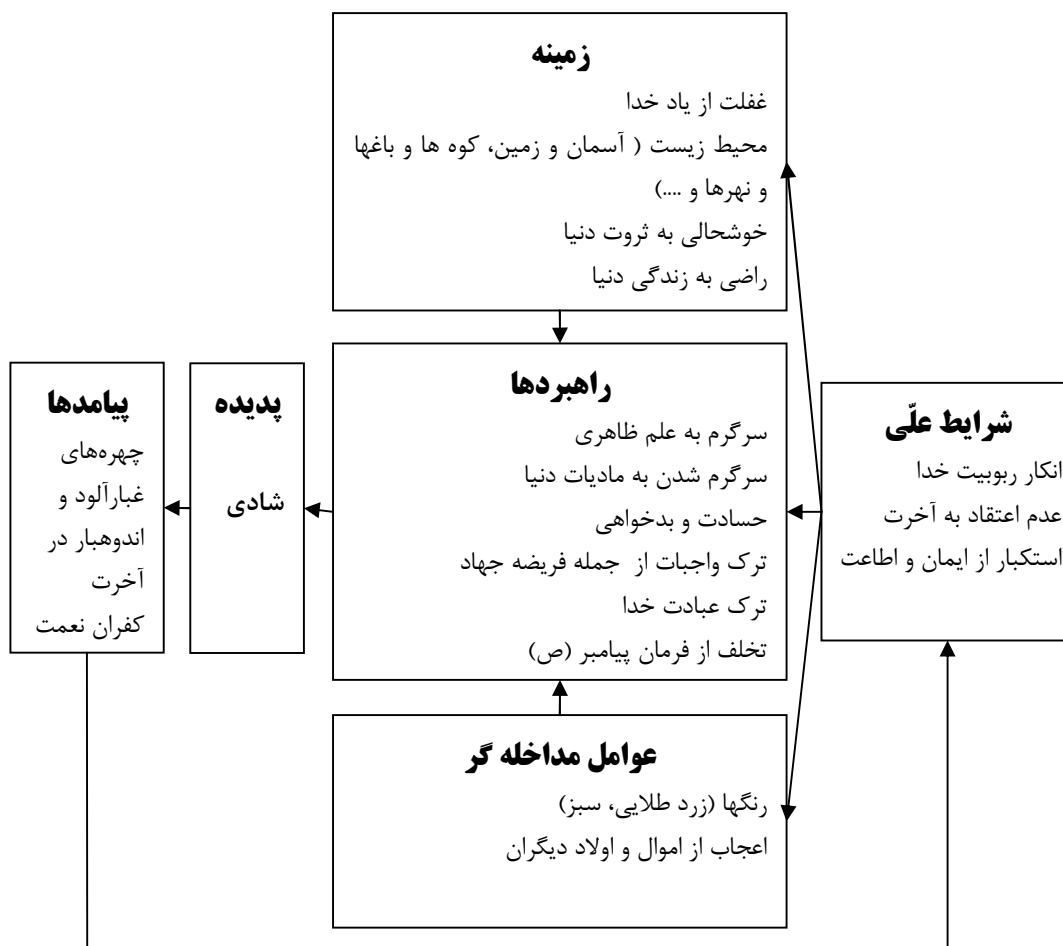 زمینه
غفلت از یاد خدا
محیط زیست ( آسمان و زمین، کوه ها و باغها
و نهرها و ....)
خوشحالی به ثروت دنیا
راضی به زندگی دنیا
شرایط علّی
انکار ربوبیت خدا
عدم اعتقاد به آخرت
استکبار از ایمان و اطاعت
راهبردها
سرگرم به علم ظاهری
سرگرم شدن به مادیات دنیا
حسادت و بدخواهی
ترک واجبات از جمله فریضه جهاد
ترک عبادت خدا
تخلف از فرمان پیامبر (ص)
پدیده
شادی
پیامدها
چهره‌های
غبارآلود و
اندوهبار در
آخرت
کفران نعمت
عوامل مداخله گر
رنگها (زرد طلایی، سبز)
اعجاب از اموال و اولاد دیگران